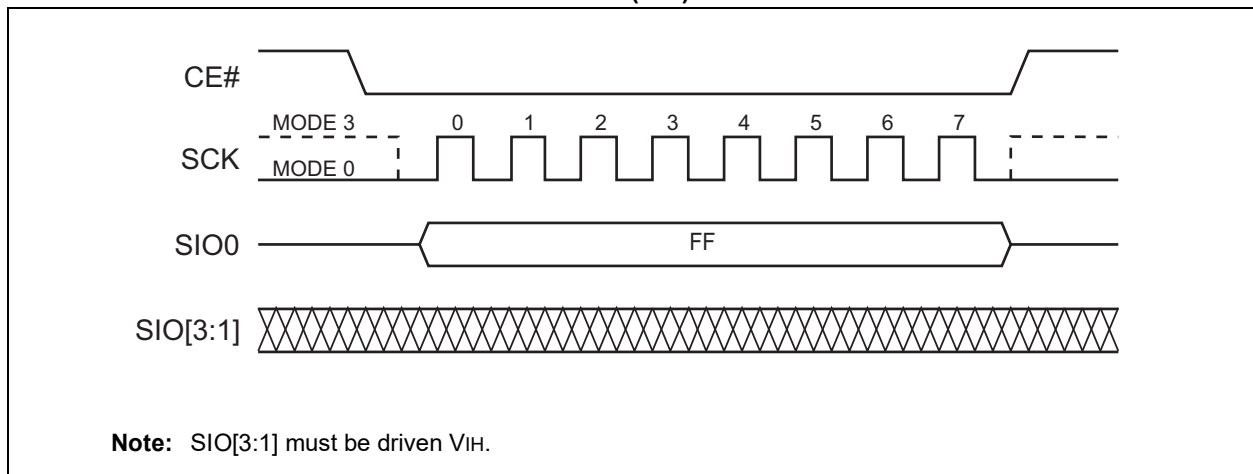 CE#
MODE 3 0 1 2 3 4 5 6 7
SCK
MODE 0
SIO0 FF
SIO[3:1]
Note: SIO[3:1] must be driven VIH.